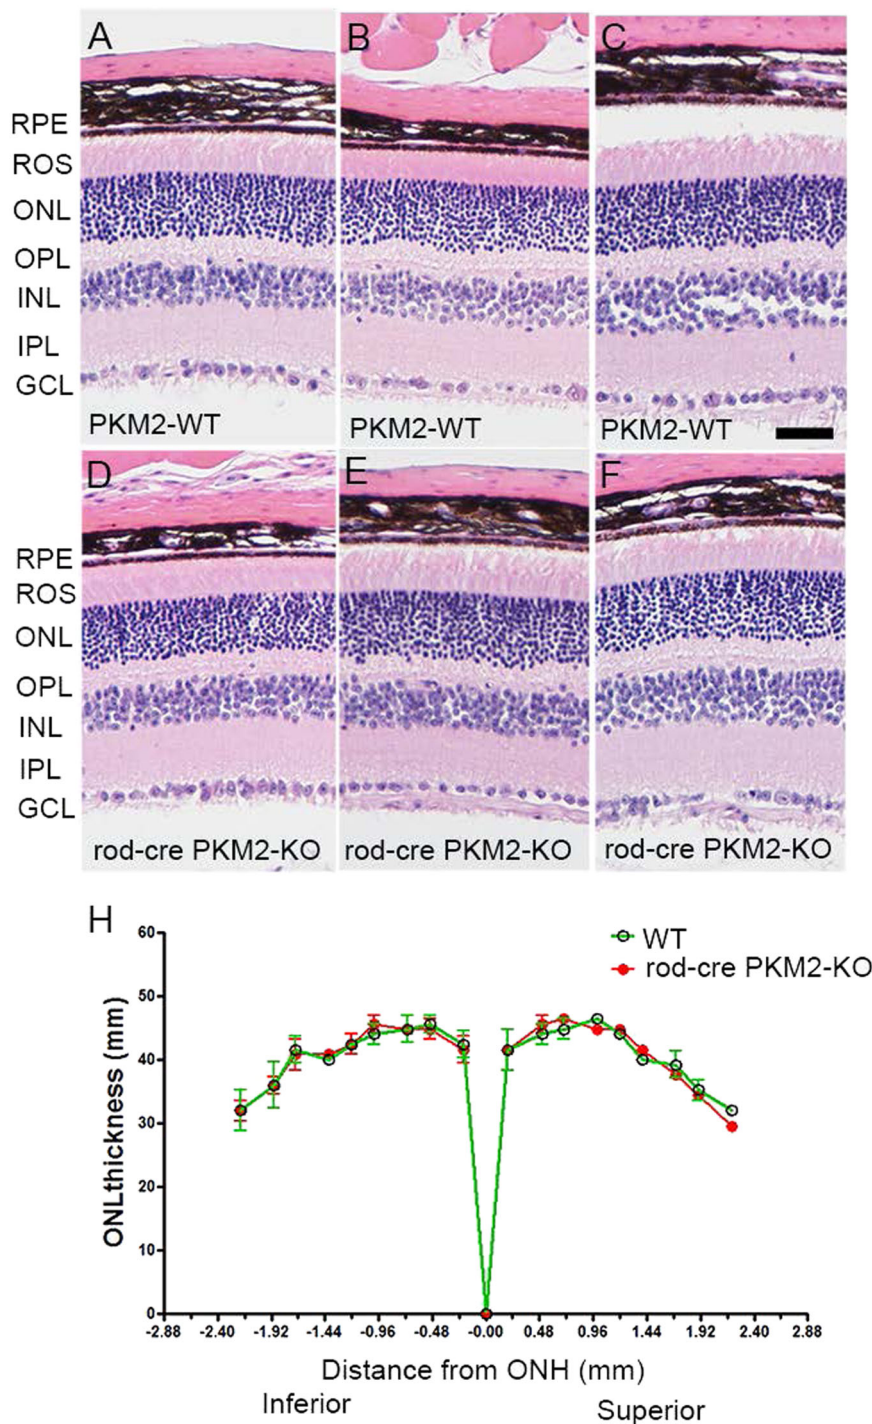 A
B
C
RPE
ROS
ONL
OPL
INL
IPL
GCL
PKM2-WT
PKM2-WT
PKM2-WT
D
E
F
RPE
ROS
ONL
OPL
INL
IPL
GCL
rod-cre PKM2-KO
rod-cre PKM2-KO
rod-cre PKM2-KO
H
WT
rod-cre PKM2-KO
ONLthickness (mm)
60
50
40
30
20
10
0
-2.88 -2.40 -1.92 -1.44 -0.96 -0.48 -0.00 0.48 0.96 1.44 1.92 2.40 2.88
Distance from ONH (mm)
Inferior
Superior